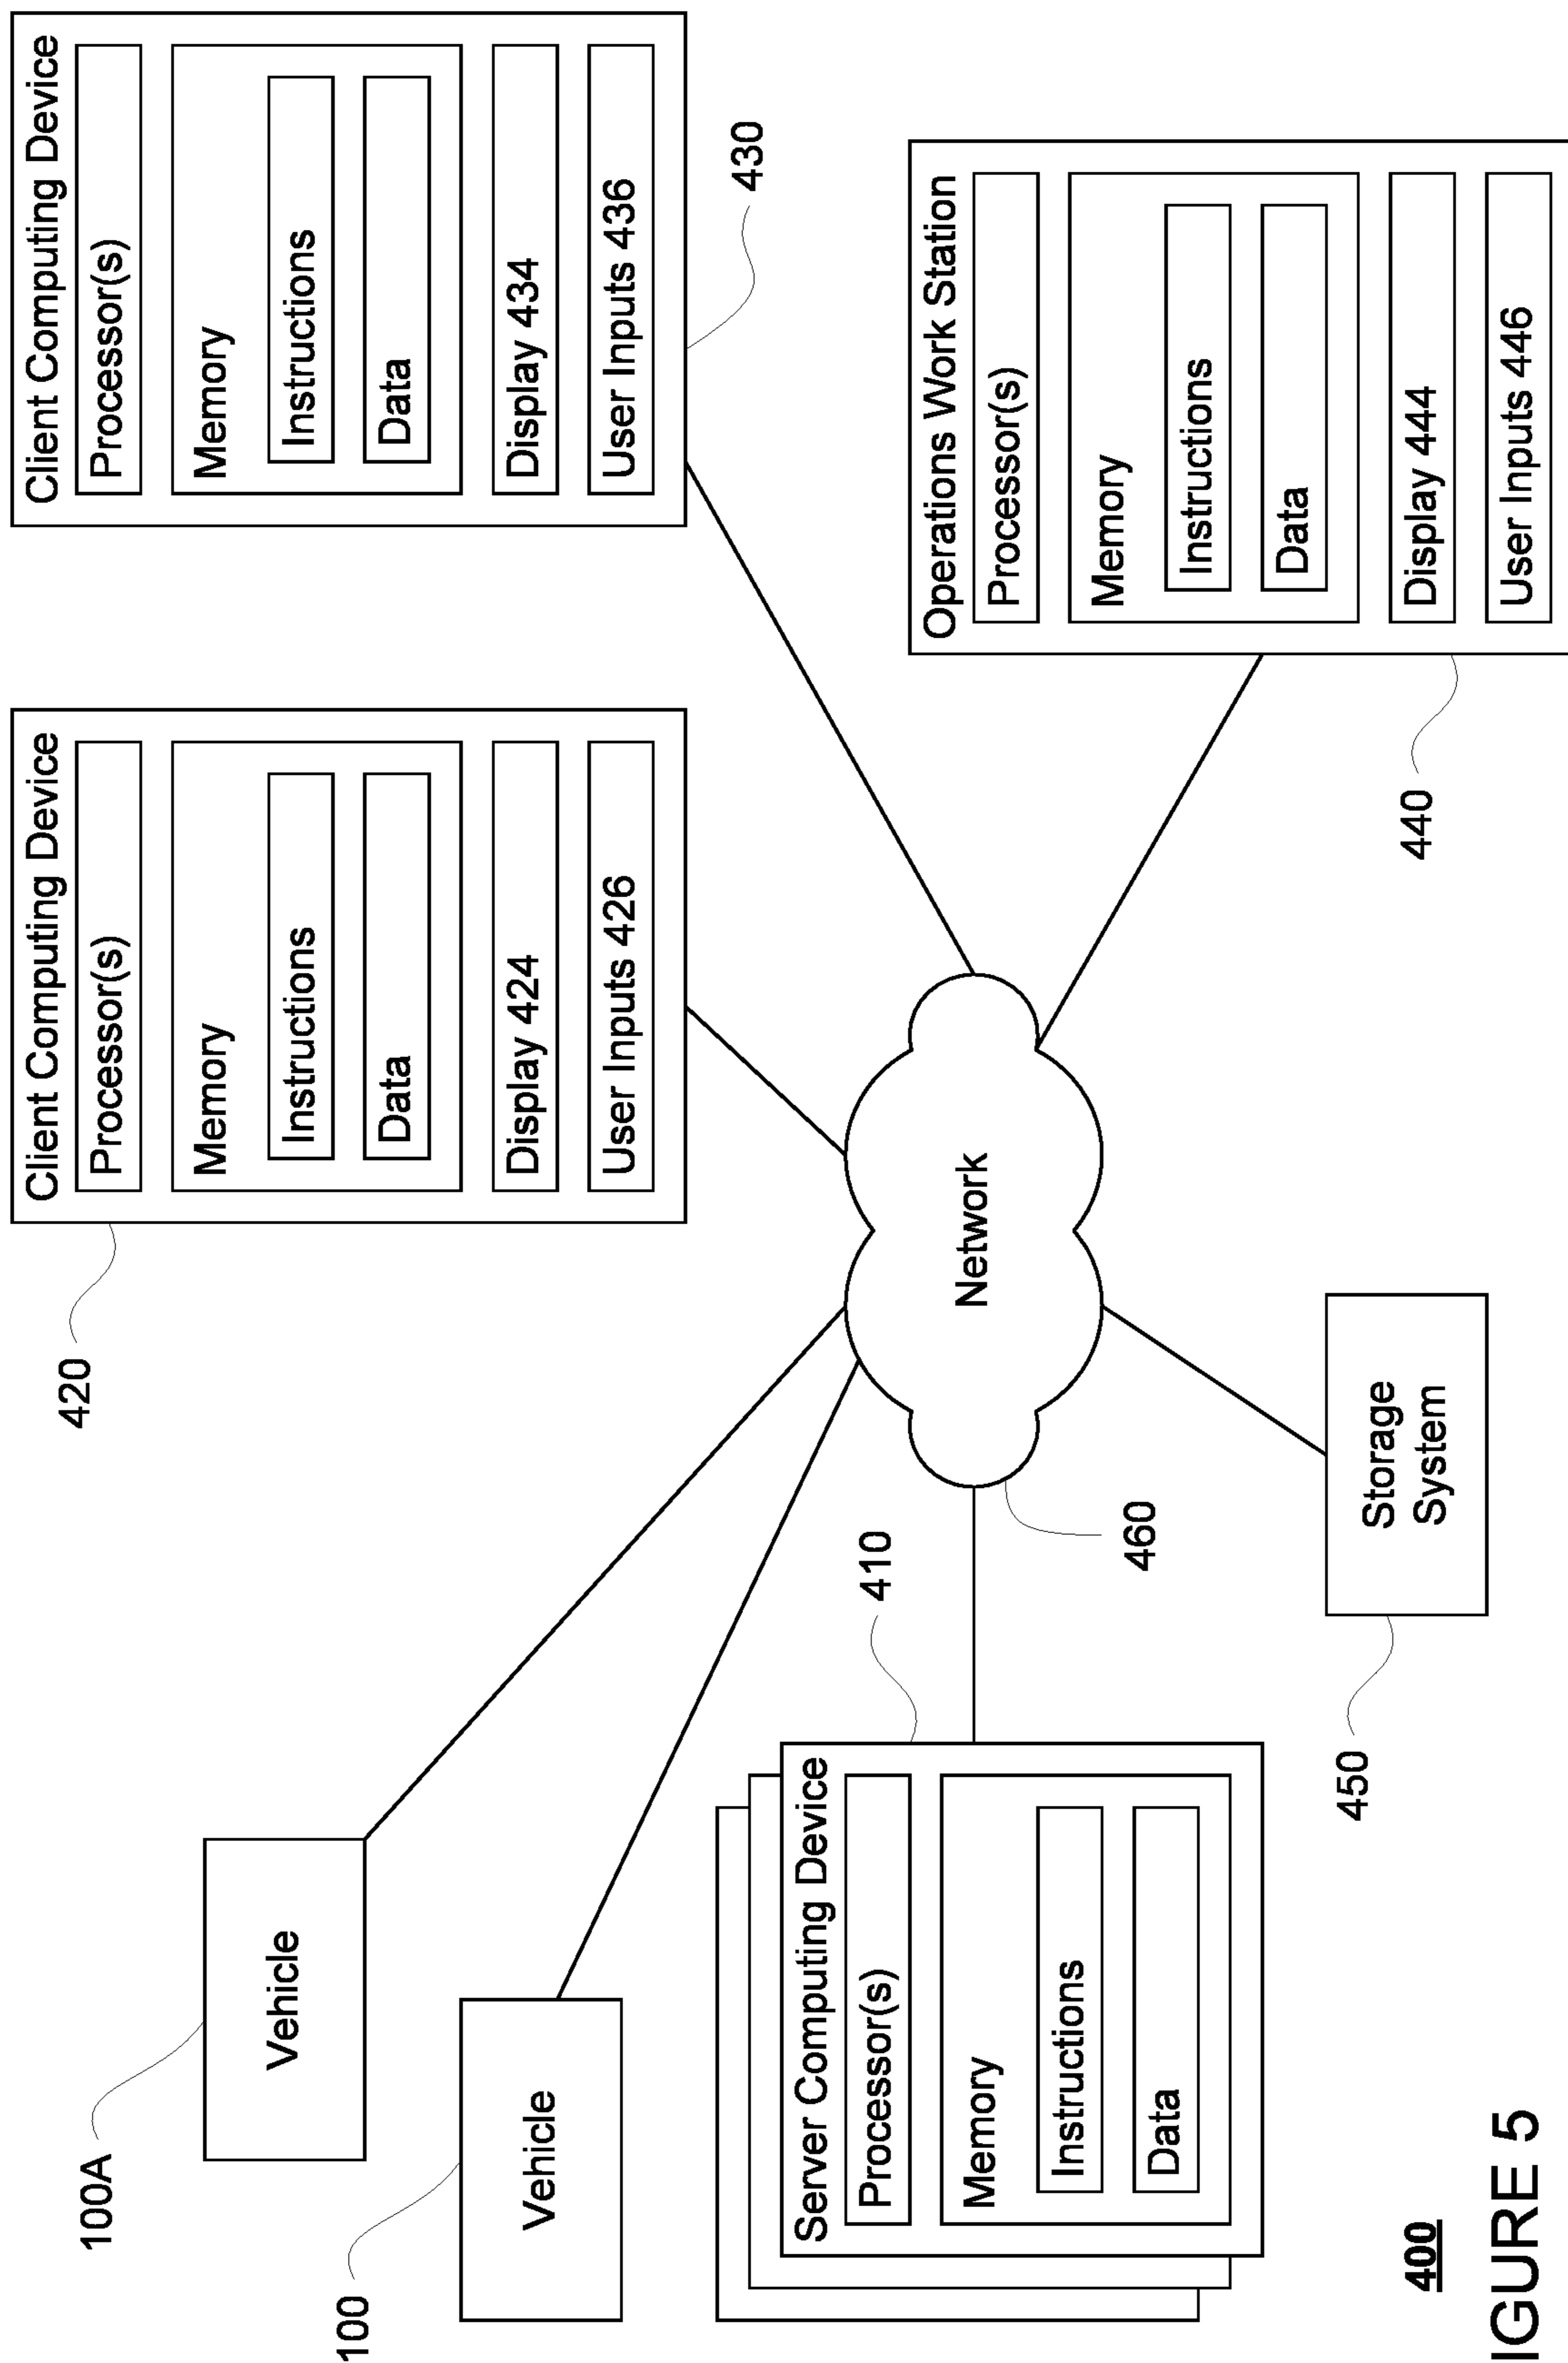 100A
Vehicle
100
Vehicle
420
Client Computing Device
Processor(s)
Memory
Instructions
Data
Display 424
User Inputs 426
Client Computing Device
Processor(s)
Memory
Instructions
Data
Display 434
User Inputs 436
430
Server Computing Device
Processor(s)
Memory
Instructions
Data
410
Network
460
Operations Work Station
Processor(s)
Memory
Instructions
Data
Display 444
User Inputs 446
440
Storage
System
450
400
IGURE 5